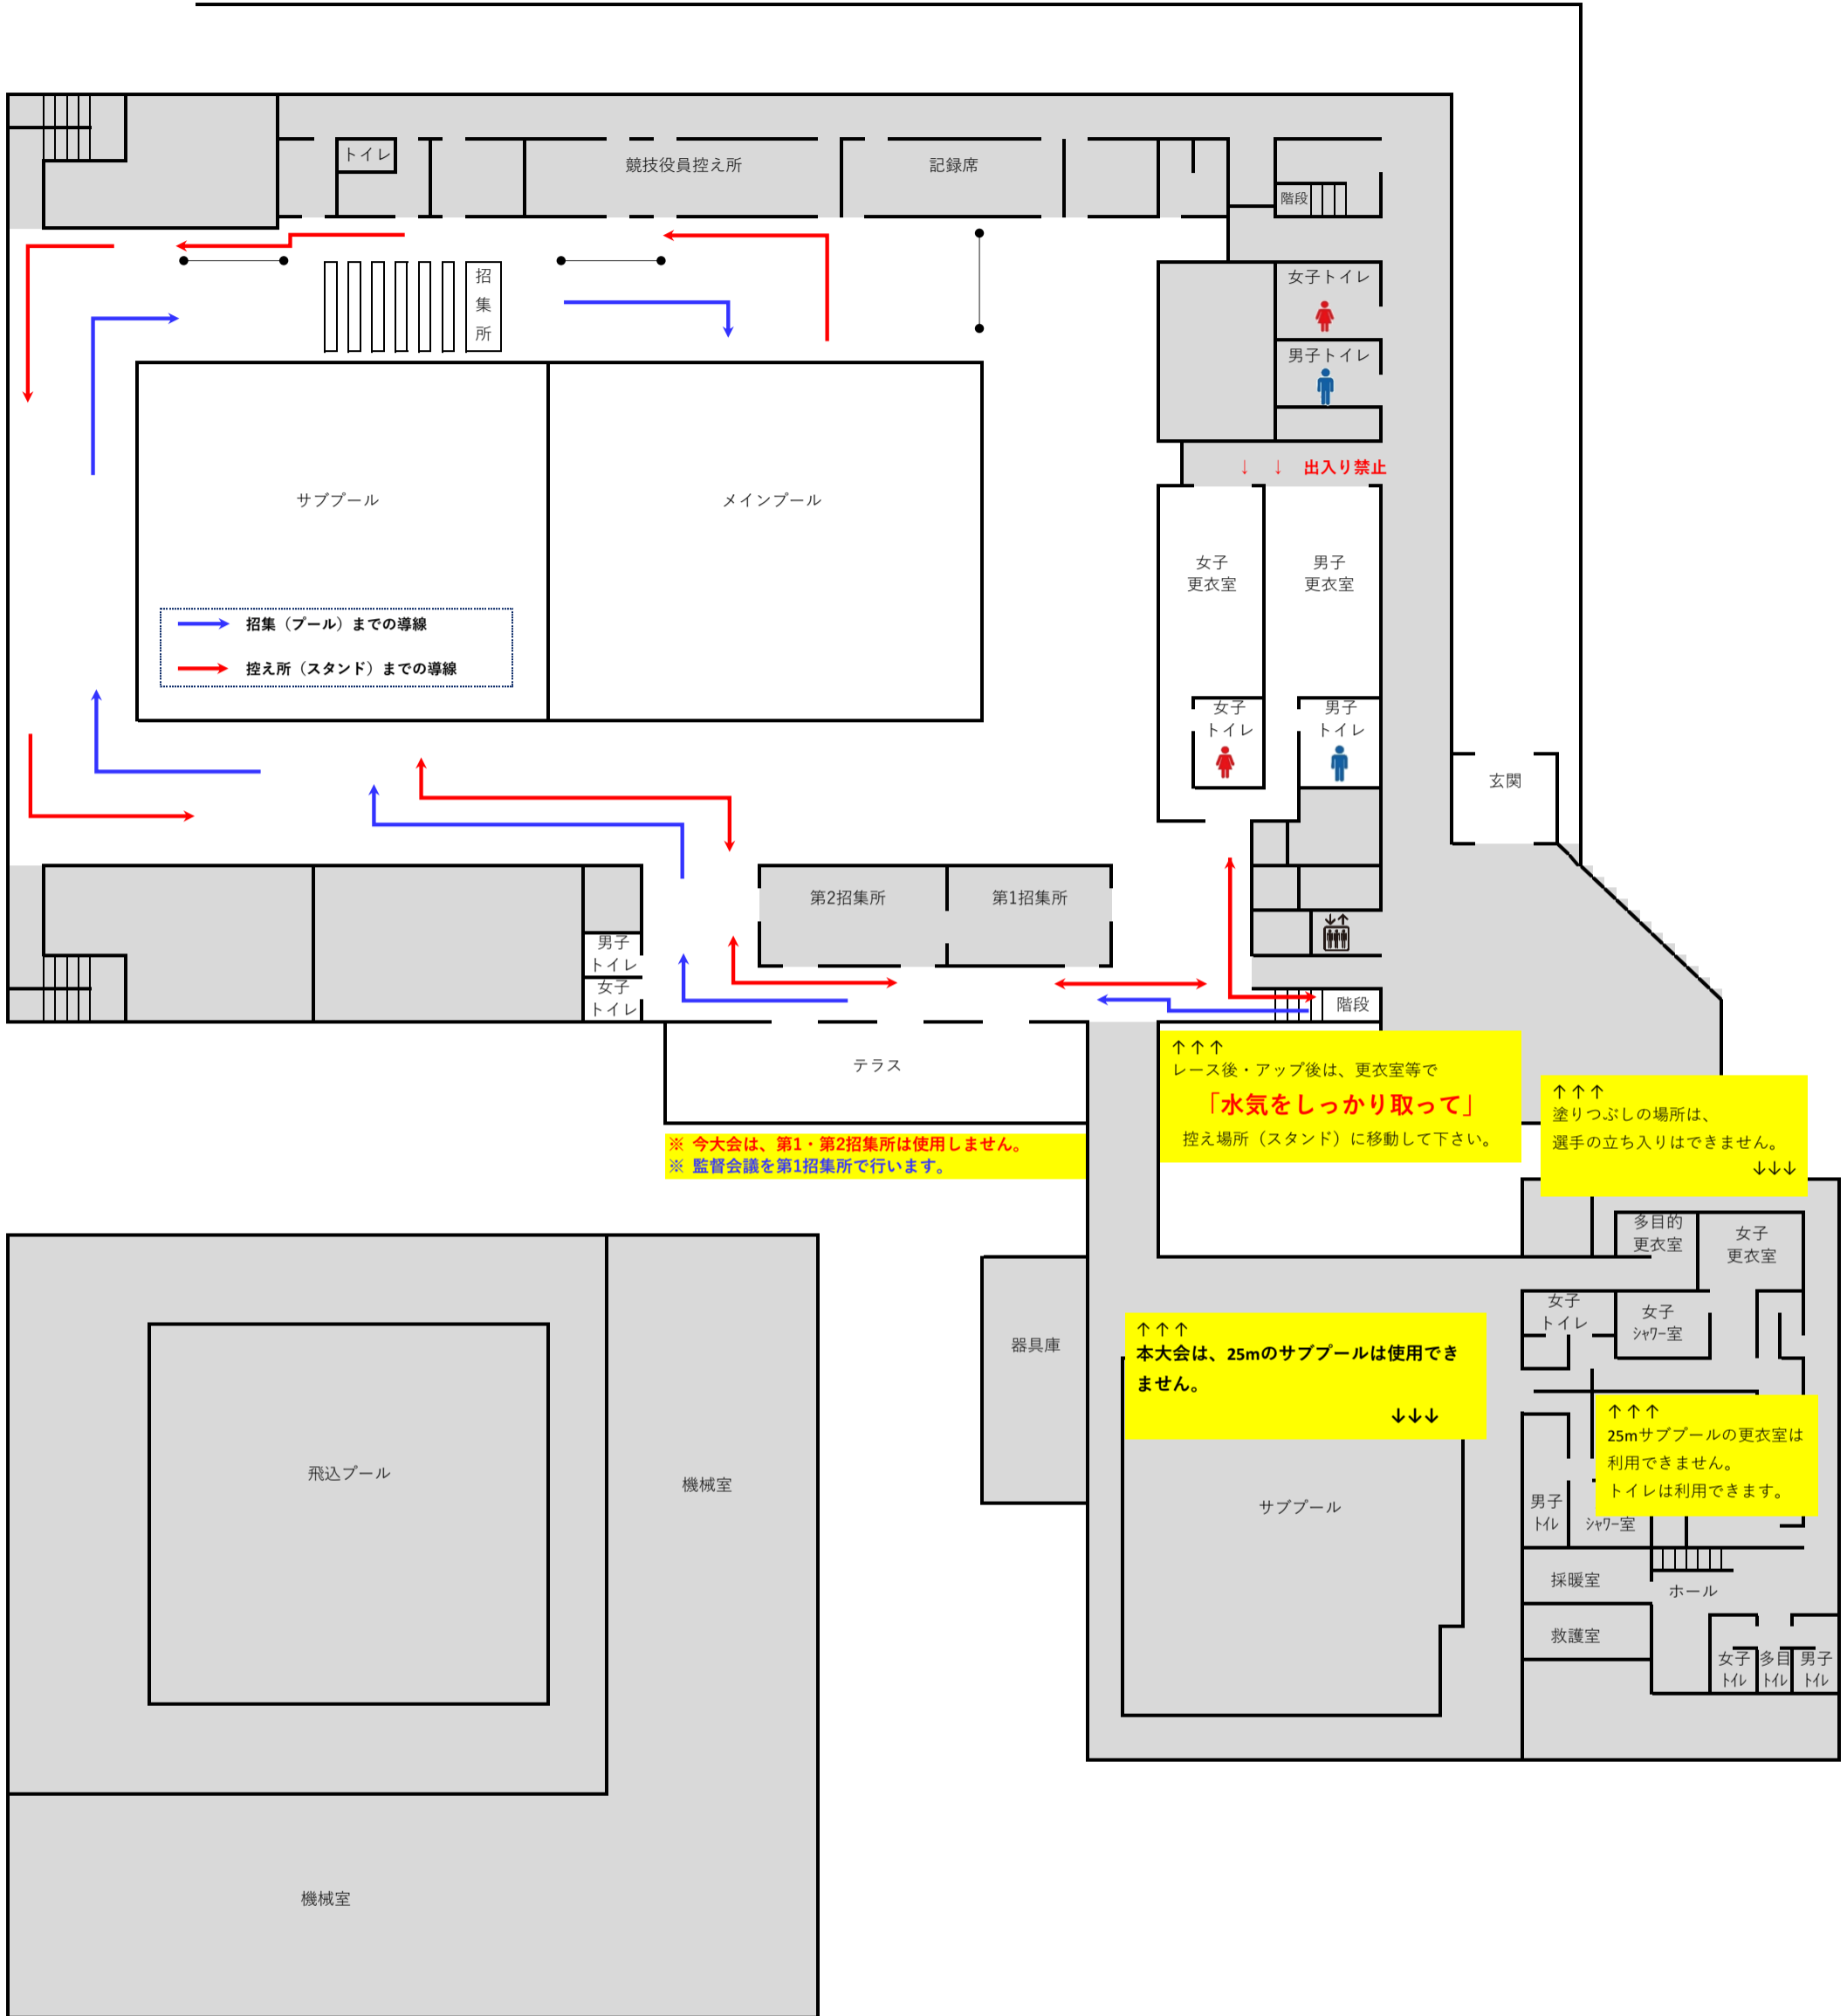 トイレ
競技役員控え所
記録席
階段
招
集
所
女子トイレ
男子トイレ
↓ ↓ 出入り禁止
サブプール
メインプール
女子
更衣室
男子
更衣室
招集（プール）までの導線
控え所（スタンド）までの導線
女子
トイレ
男子
トイレ
玄関
第2招集所
第1招集所
男子
トイレ
女子
トイレ
階段
テラス
↑↑↑
レース後・アップ後は、更衣室等で
「水気をしっかり取って」
控え場所（スタンド）に移動して下さい。
↑↑↑
塗りつぶしの場所は、
選手の立ち入りはできません。
↓↓↓
※ 今大会は、第1・第2招集所は使用しません。
※ 監督会議を第1招集所で行います。
多目的
更衣室
女子
更衣室
女子
トイレ
女子
ｼｬﾜｰ室
器具庫
↑↑↑
本大会は、25mのサブプールは使用でき
ません。
↓↓↓
↑↑↑
25mサブプールの更衣室は
利用できません。
トイレは利用できます。
飛込プール
機械室
サブプール
男子
ﾄｲﾚ
ｼｬﾜｰ室
採暖室
ホール
救護室
女子
ﾄｲﾚ
多目
ﾄｲﾚ
男子
ﾄｲﾚ
機械室